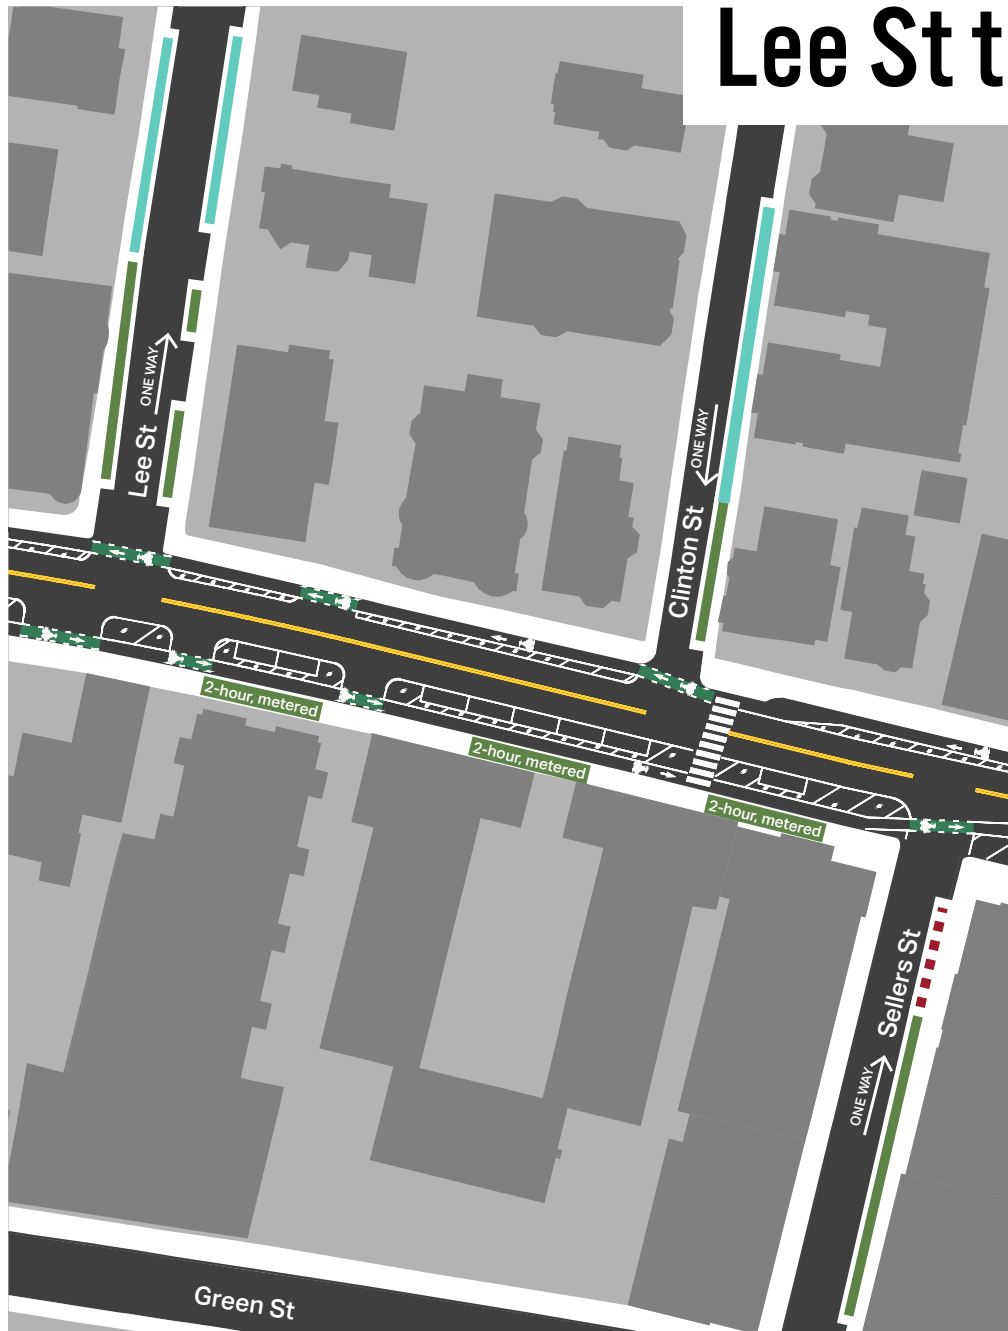 Lee St t
ONE WAY
Lee St
ONE WAY
Clinton St
2-hour, metered
2-hour, metered
2-hour, metered
Sellers St
ONE WAY
Green St